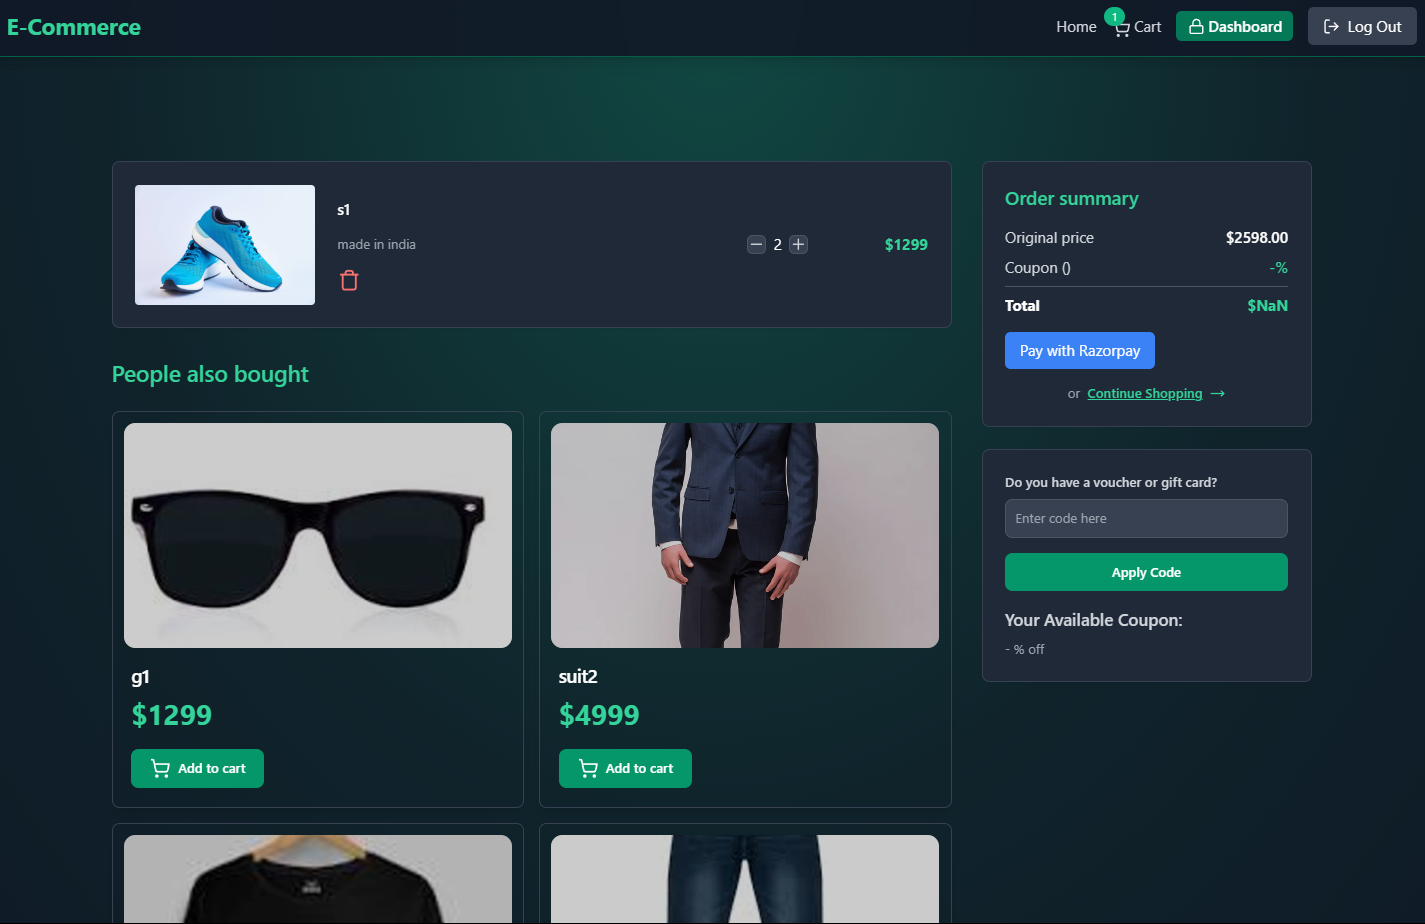 E-Commerce
Home
1
Cart
Dashboard
Log Out
s1
made in india
2
$1299
Order summary
Original price $2598.00
Coupon () -%
Total $NaN
Pay with Razorpay
or Continue Shopping →
Do you have a voucher or gift card?
Enter code here
Apply Code
Your Available Coupon:
- % off
People also bought
g1
$1299
Add to cart
suit2
$4999
Add to cart